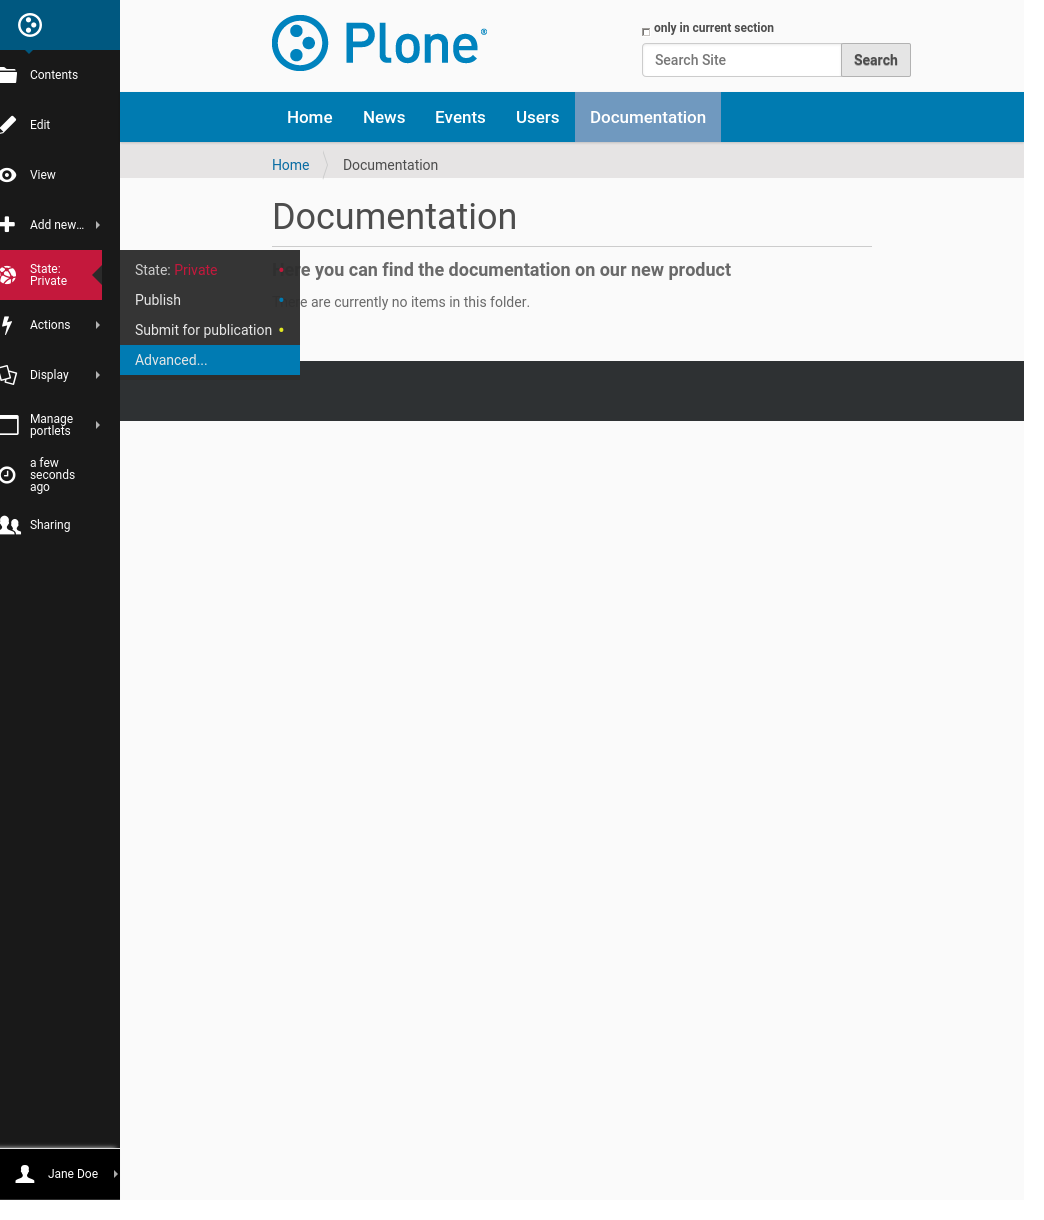 Plone®
only in current section
Search Site
Search
Home
News
Events
Users
Documentation
Home
Documentation
Documentation
you can find the documentation on our new product
are currently no items in this folder.
Contents
Edit
View
Add new…
State:
Private
Actions
Display
Manage
portlets
a few
seconds
ago
Sharing
State: Private
Publish
Submit for publication
Advanced...
Jane Doe